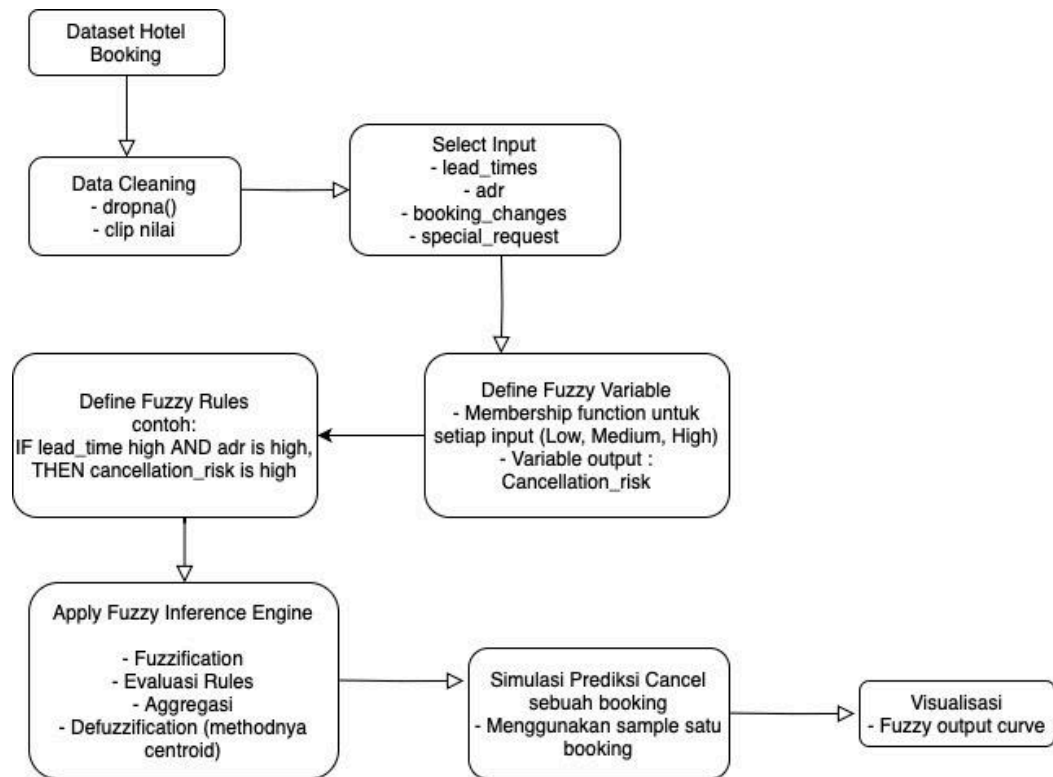 Dataset Hotel
Booking
Data Cleaning
- dropna()
- clip nilai
Select Input
- lead_times
- adr
- booking_changes
- special_request
Define Fuzzy Variable
- Membership function untuk
setiap input (Low, Medium, High)
- Variable output :
Cancellation_risk
Define Fuzzy Rules
contoh:
IF lead_time high AND adr is high,
THEN cancellation_risk is high
Apply Fuzzy Inference Engine
- Fuzzification
- Evaluasi Rules
- Aggregasi
- Defuzzification (methodnya
centroid)
Simulasi Prediksi Cancel
sebuah booking
- Menggunakan sample satu
booking
Visualisasi
- Fuzzy output curve